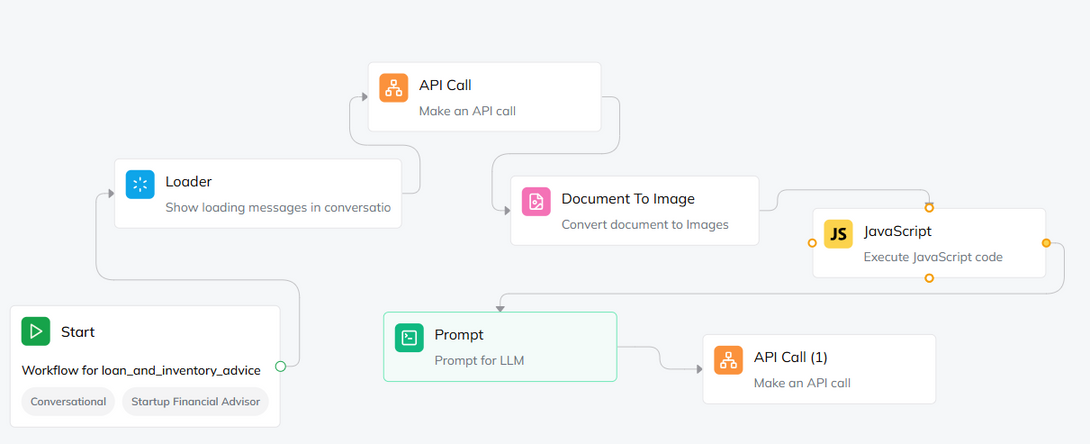 API Call
Make an API call
Loader
Show loading messages in conversatio
Document To Image
Convert document to Images
JS
JavaScript
Execute JavaScript code
Start
Workflow for loan_and_inventory_advice
Conversational
Startup Financial Advisor
Prompt
Prompt for LLM
API Call (1)
Make an API call